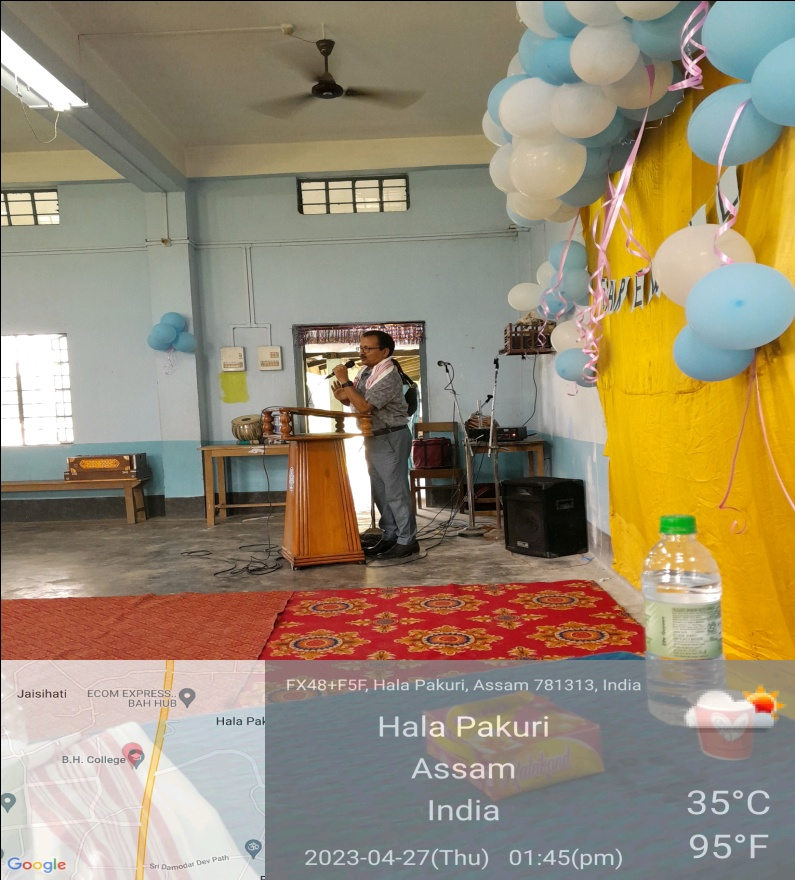 Jaisihati
ECOM EXPRESS..
BAH HUB
Hala Pak
B.H. College
Sri Damodar Dev Path
Google
FX48+F5F, Hala Pakuri, Assam 781313, India
Hala Pakuri
Assam
India
2023-04-27(Thu) 01:45(pm)
35°C
95°F